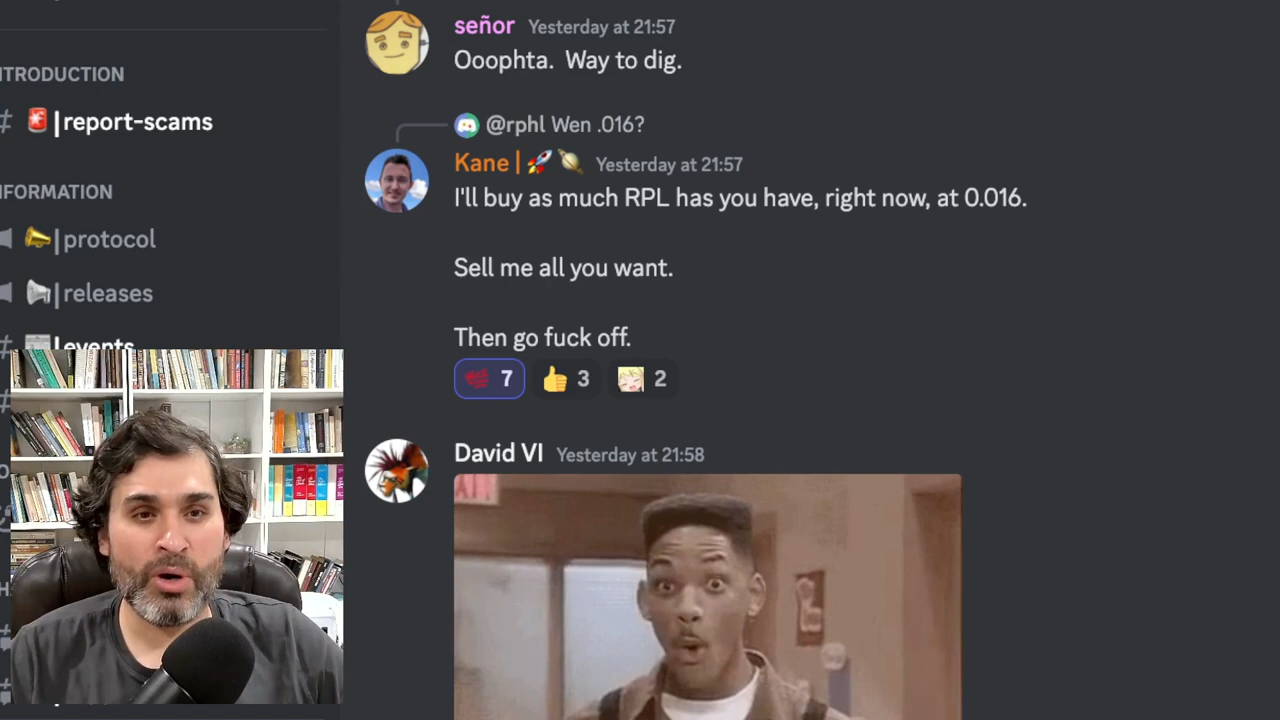 señor Yesterday at 21:57
Ooophta. Way to dig.
NTRODUCTION
# |report-scams
@rphl Wen .016?
Kane | 🚀🪐 Yesterday at 21:57
I'll buy as much RPL has you have, right now, at 0.016.
NFORMATION
|protocol
Sell me all you want.
|releases
Then go fuck off.
# |events
7 3 2
David VI Yesterday at 21:58